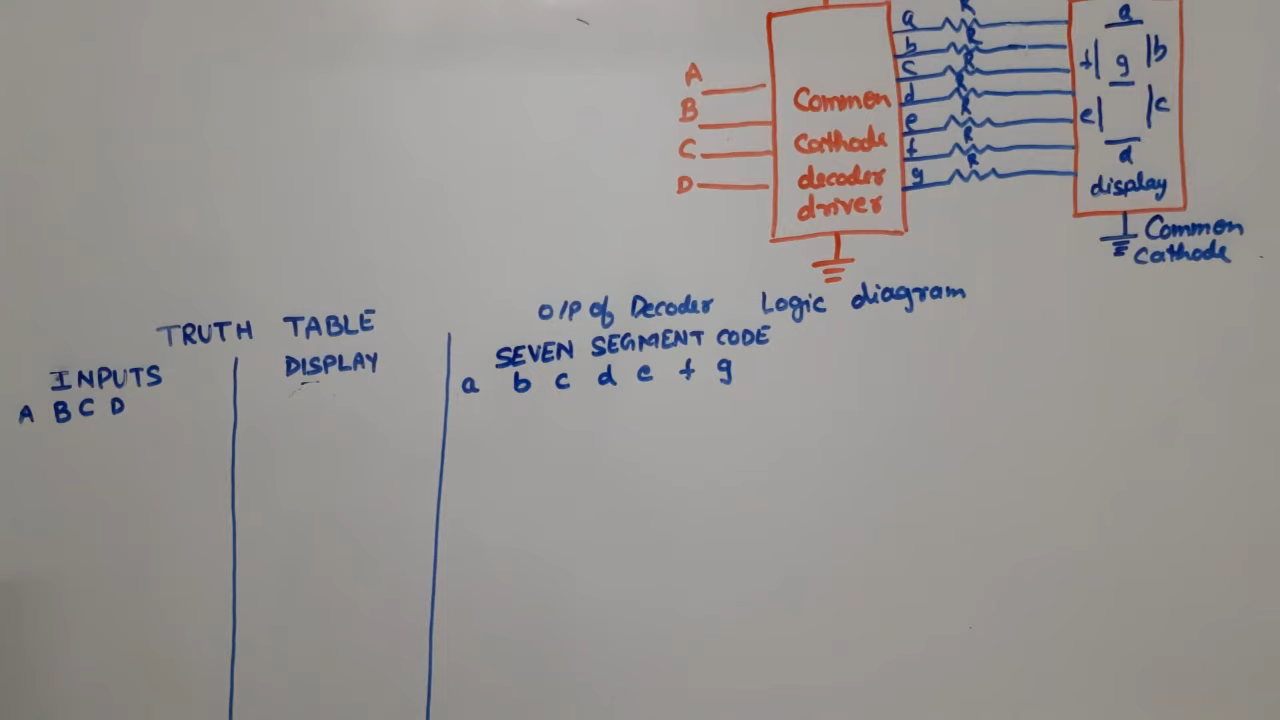 R
a
R
b
R
c
R
d
R
e
R
f
R
g
A
B
C
D
Common
Cathode
decoder
driver
a
f g b
e c
d
display
Common
Cathode
O/P of Decoder Logic diagram
TRUTH TABLE
SEVEN SEGMENT CODE
INPUTS DISPLAY
a b c d e f g
A B C D